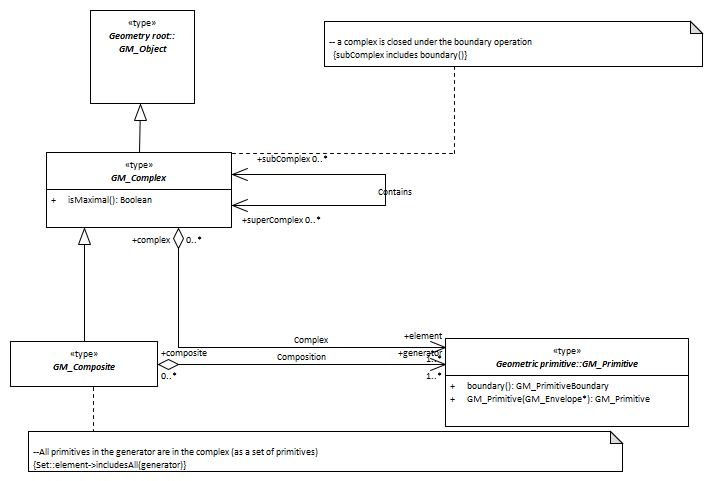 «type»
Geometry root::
GM_Object
-- a complex is closed under the boundary operation
{subComplex includes boundary()}
«type»
GM_Complex
+ isMaximal(): Boolean
+subComplex 0..*
Contains
+superComplex 0..*
+complex 0..*
Complex
+element
1..*
«type»
GM_Composite
+composite
0..*
Composition
+generator
1..*
«type»
Geometric primitive::GM_Primitive
+ boundary(): GM_PrimitiveBoundary
+ GM_Primitive(GM_Envelope*): GM_Primitive
--All primitives in the generator are in the complex (as a set of primitives)
{Set::element->includesAll(generator)}